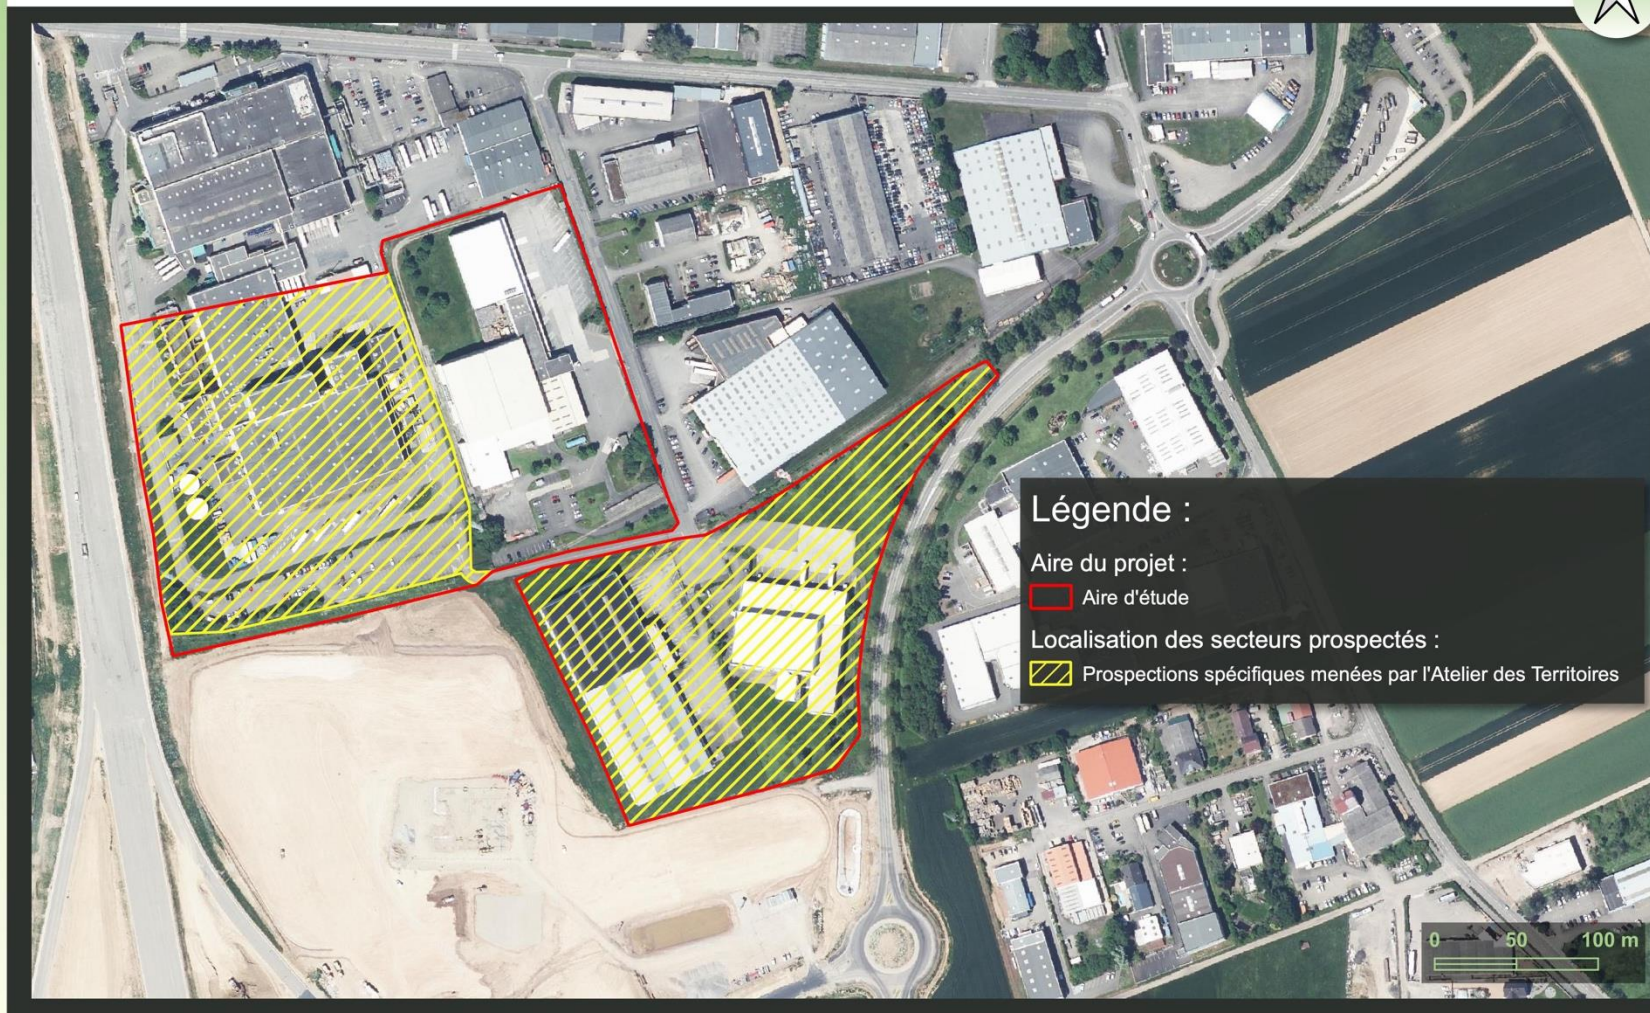 Légende :
Aire du projet :
Aire d'étude
Localisation des secteurs prospectés :
Prospections spécifiques menées par l'Atelier des Territoires
0 50 100 m